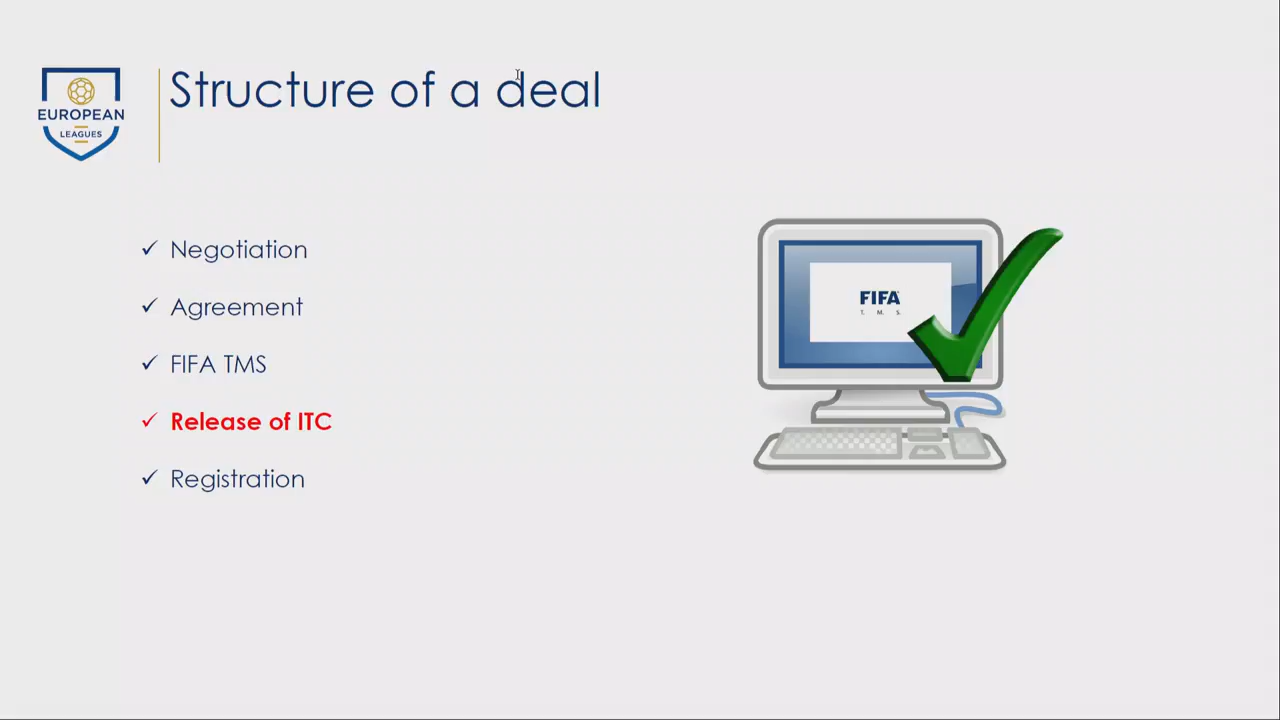 Structure of a deal
EUROPEAN
LEAGUES
Negotiation
Agreement
FIFA TMS
Release of ITC
Registration
FIFA
T. M. S.